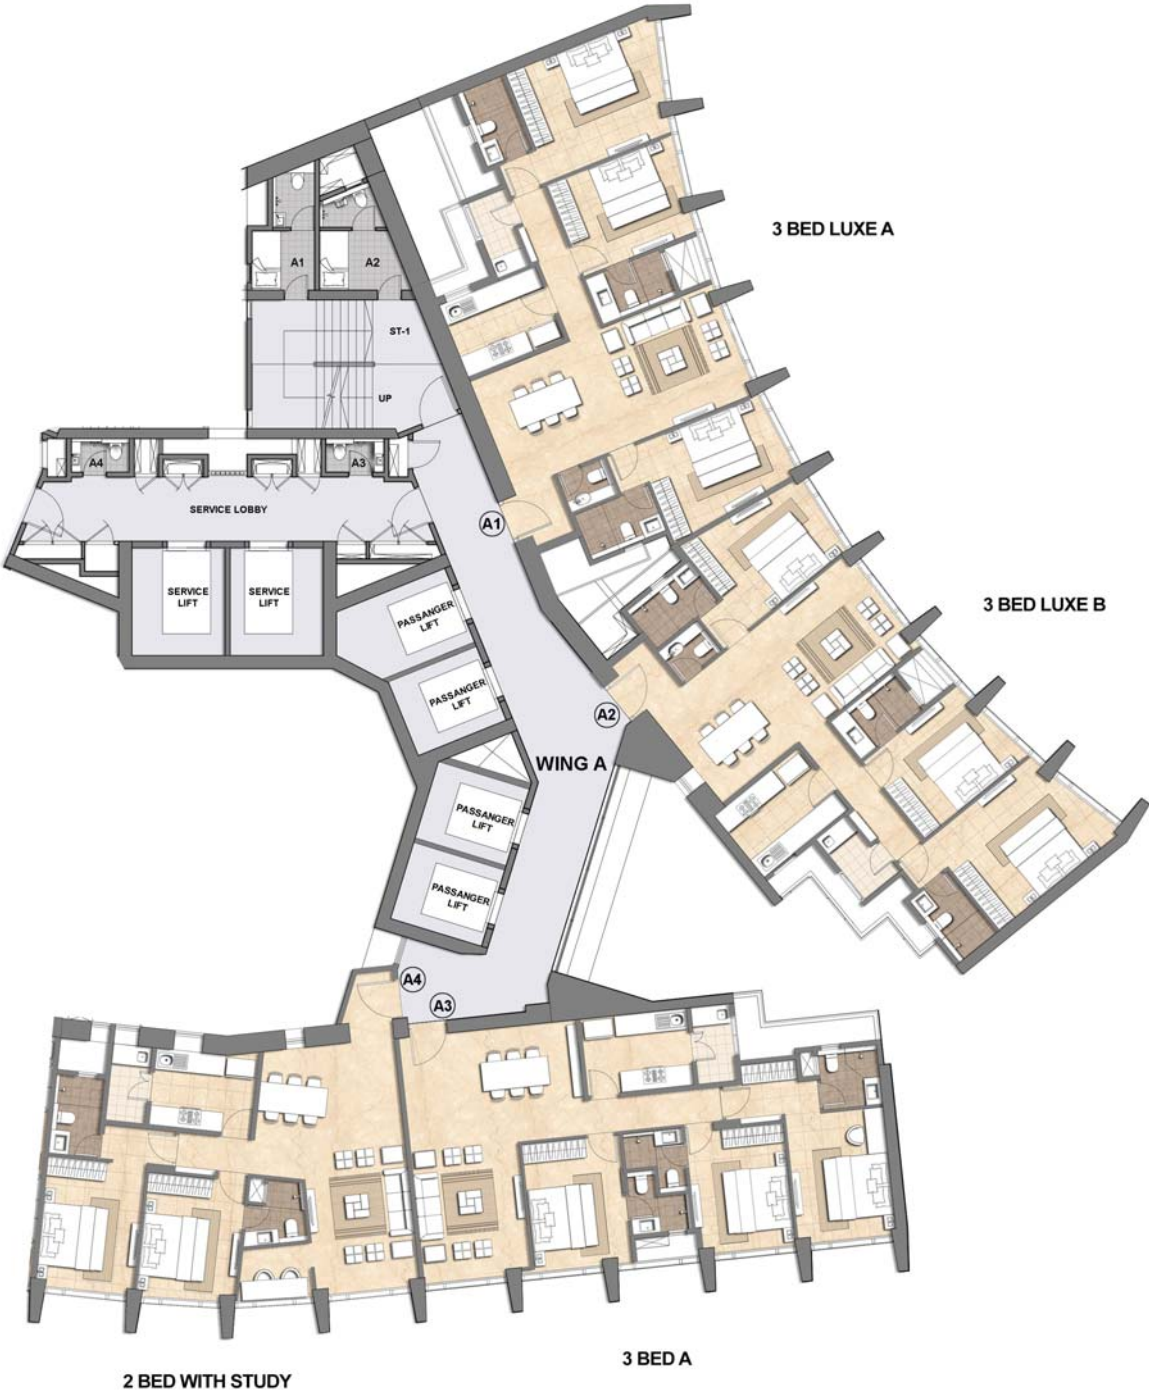 3 BED LUXE A
A1
A2
ST-1
UP
A4
A3
SERVICE LOBBY
A1
SERVICE
LIFT
SERVICE
LIFT
PASSANGER
LIFT
3 BED LUXE B
PASSANGER
LIFT
A2
WING A
PASSANGER
LIFT
PASSANGER
LIFT
A4
A3
3 BED A
2 BED WITH STUDY